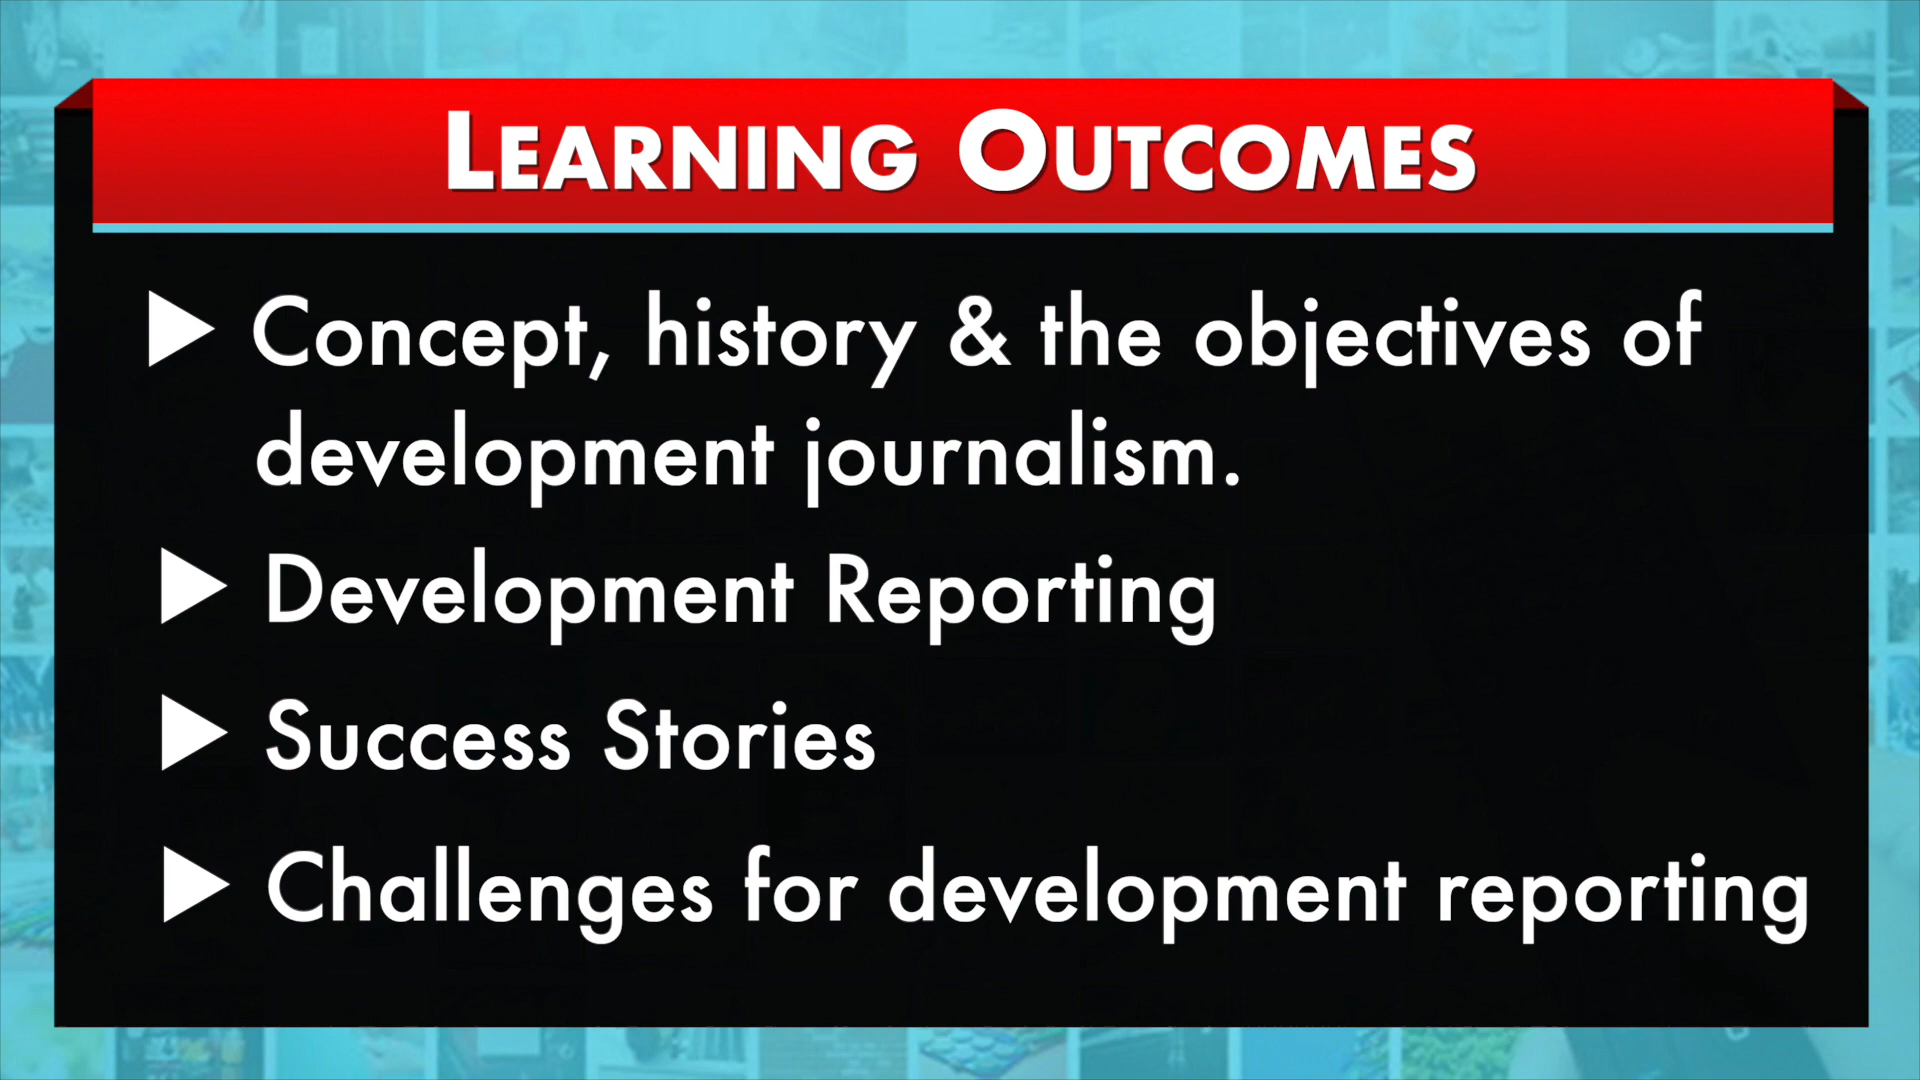 LEARNING OUTCOMES
▶ Concept, history & the objectives of
development journalism.
▶ Development Reporting
▶ Success Stories
▶ Challenges for development reporting